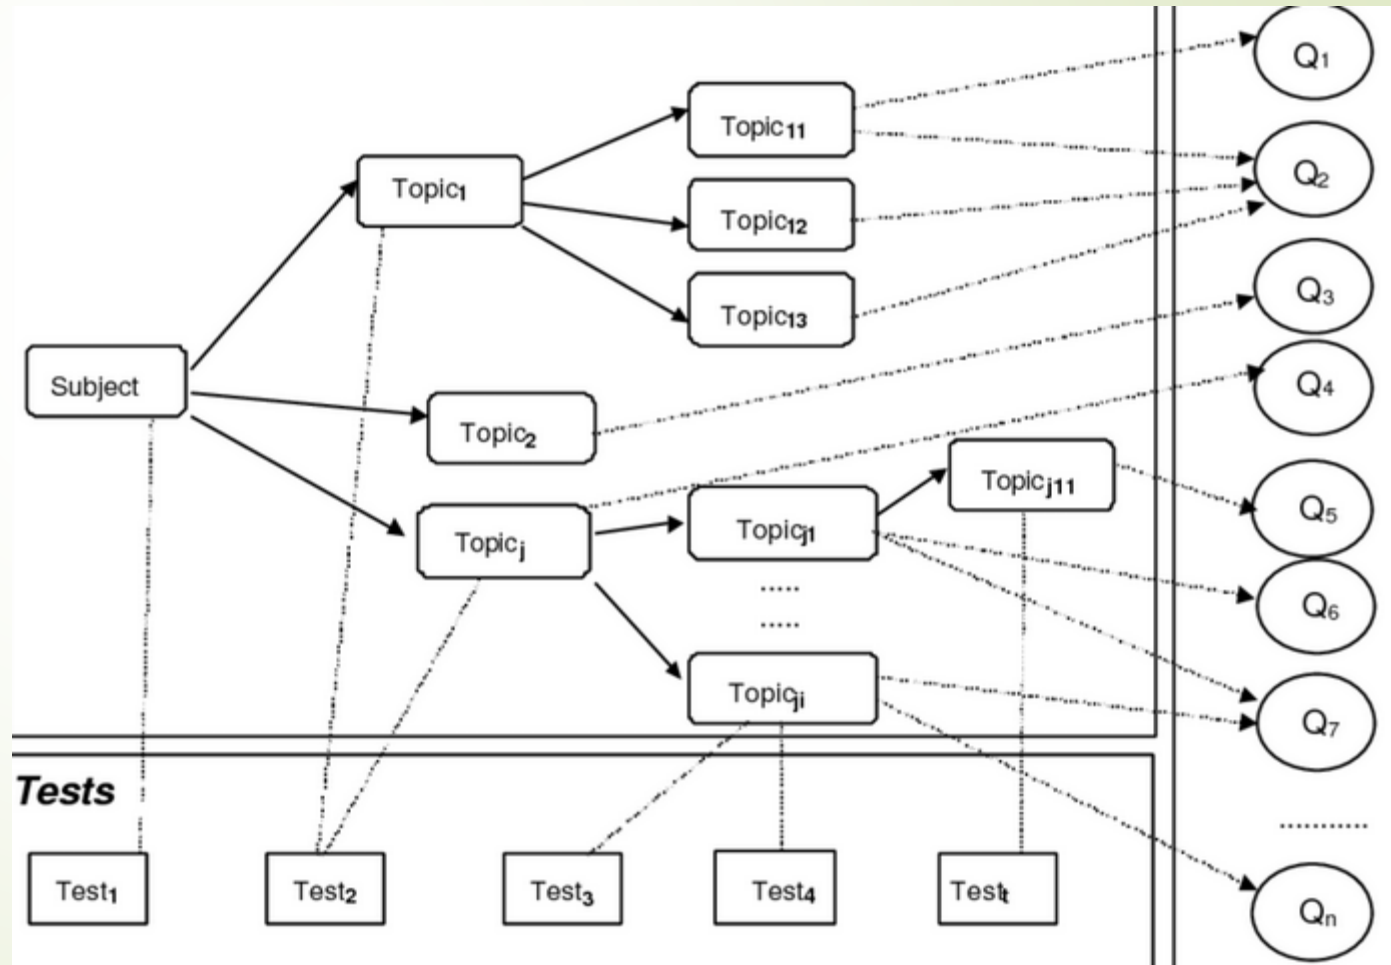 Q1
Topic11
Q2
Topic1
Topic12
Q3
Topic13
Subject
Q4
Topic2
Topicj11
Q5
Topicj
Topicj1
.....
.....
Q6
Topicji
Q7
Tests
...........
Test1
Test2
Test3
Test4
Testt
Qn